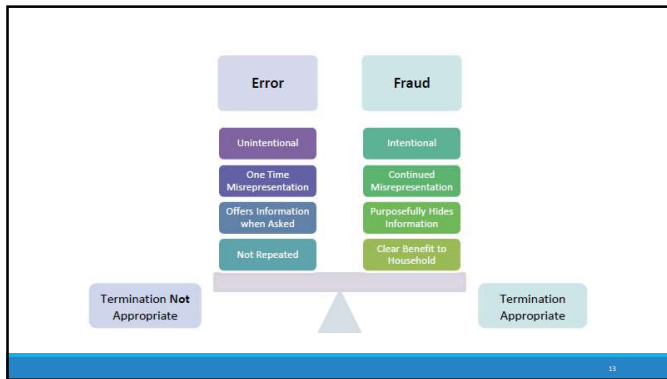 Error
Fraud
Unintentional
Intentional
One Time
Misrepresentation
Continued
Misrepresentation
Offers Information
when Asked
Purposefully Hides
Information
Not Repeated
Clear Benefit to
Household
Termination Not
Appropriate
Termination
Appropriate
13